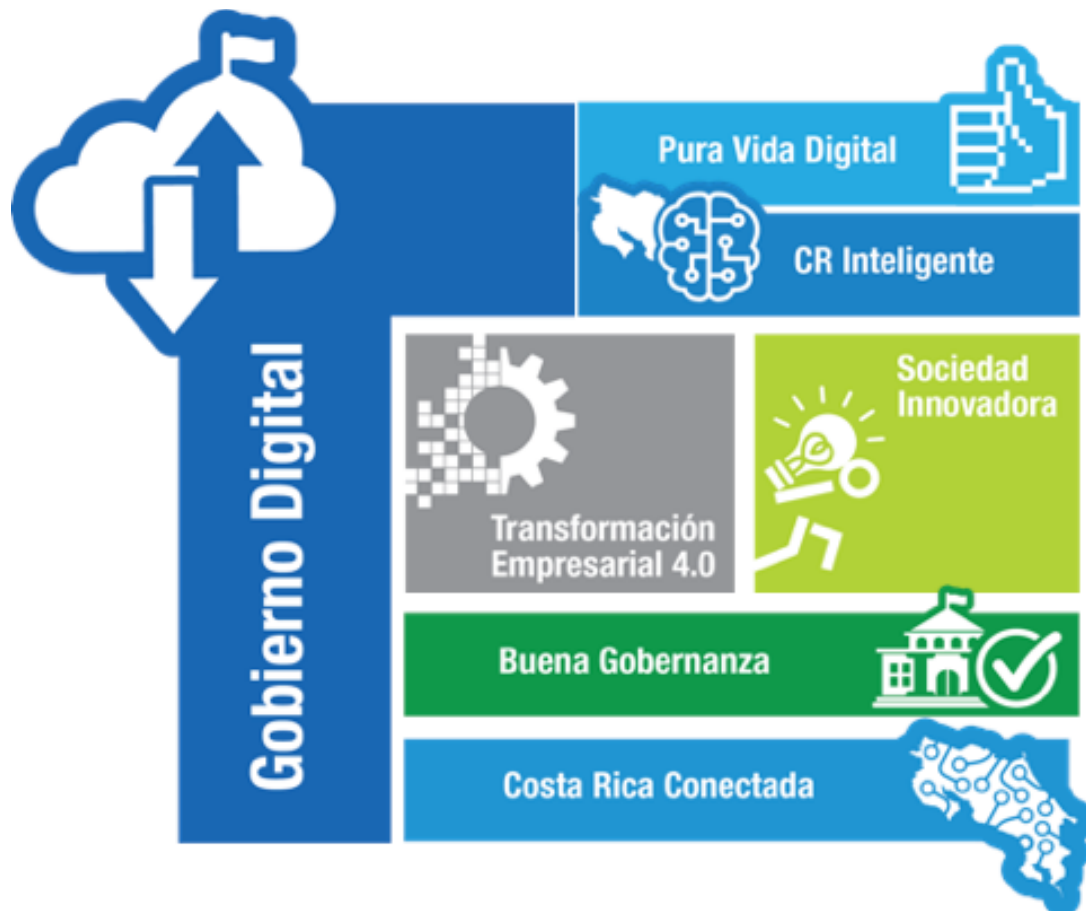 Gobierno Digital
Pura Vida Digital
CR Inteligente
Transformación
Empresarial 4.0
Sociedad
Innovadora
Buena Gobernanza
Costa Rica Conectada